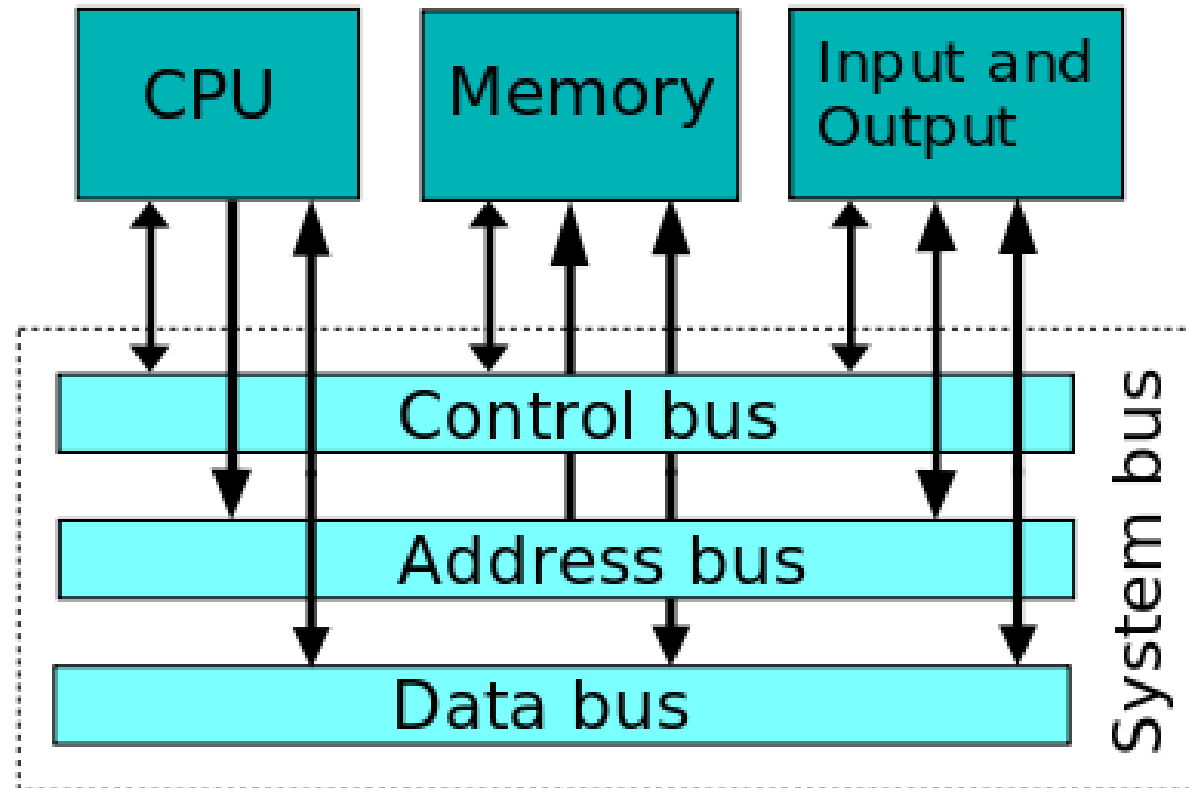 CPU
Memory
Input and
Output
Control bus
Address bus
Data bus
System bus